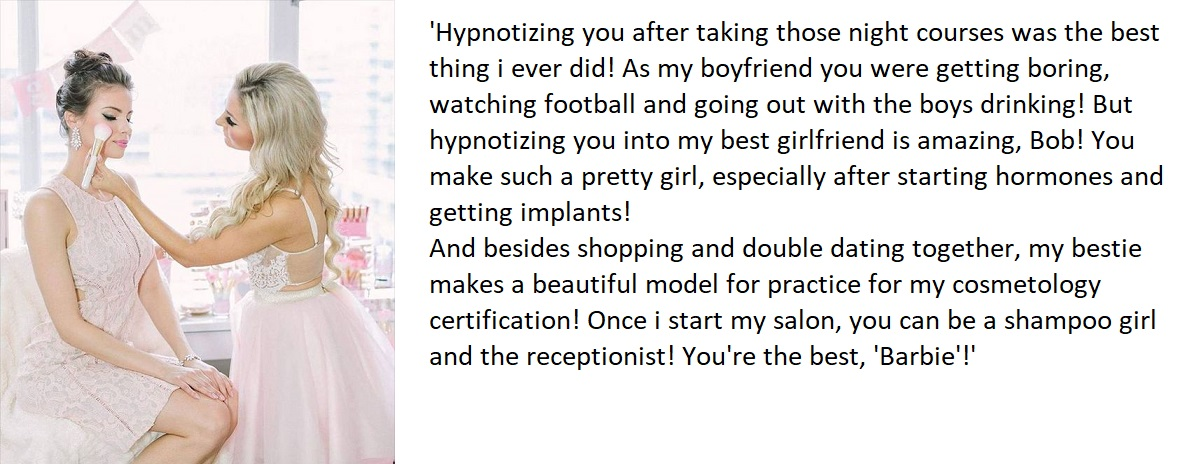 'Hypnotizing you after taking those night courses was the best
thing i ever did! As my boyfriend you were getting boring,
watching football and going out with the boys drinking! But
hypnotizing you into my best girlfriend is amazing, Bob! You
make such a pretty girl, especially after starting hormones and
getting implants!
And besides shopping and double dating together, my bestie
makes a beautiful model for practice for my cosmetology
certification! Once i start my salon, you can be a shampoo girl
and the receptionist! You're the best, 'Barbie'!'